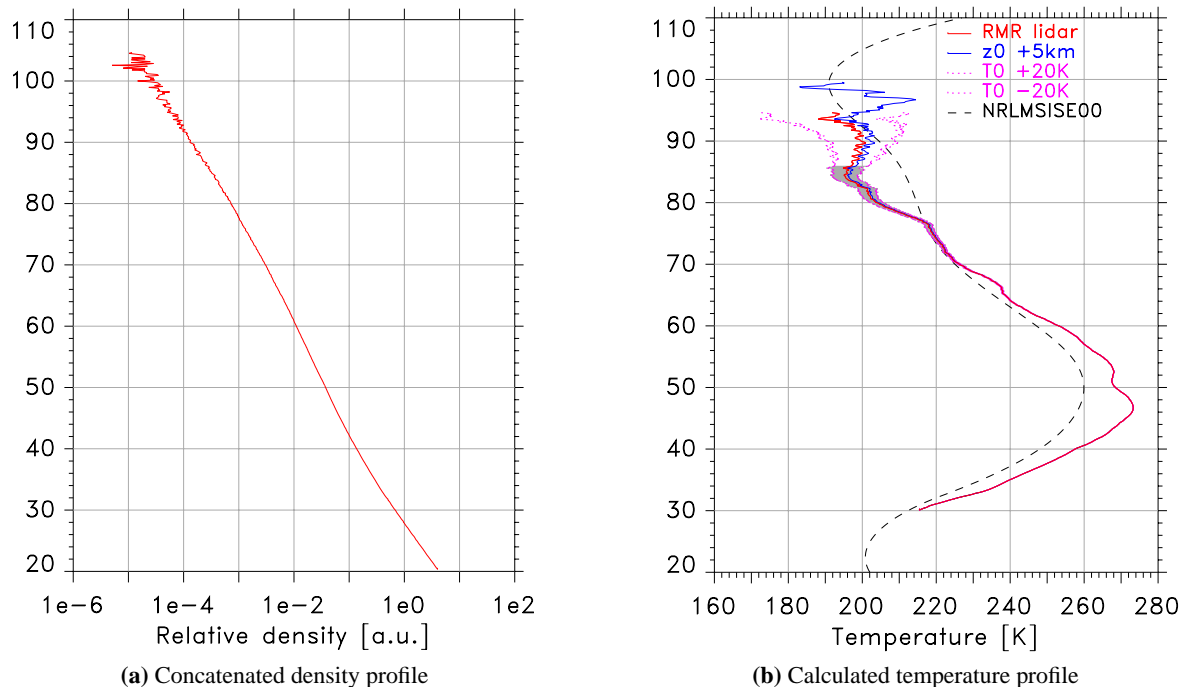 110
100
90
80
70
60
50
40
30
20
1e-6
1e-4
1e-2
1e0
1e2
Relative density [a.u.]
(a) Concatenated density profile
110
100
90
80
70
60
50
40
30
20
RMR lidar
z0 +5km
T0 +20K
T0 -20K
NRLMSISE00
160
180
200
220
240
260
280
Temperature [K]
(b) Calculated temperature profile